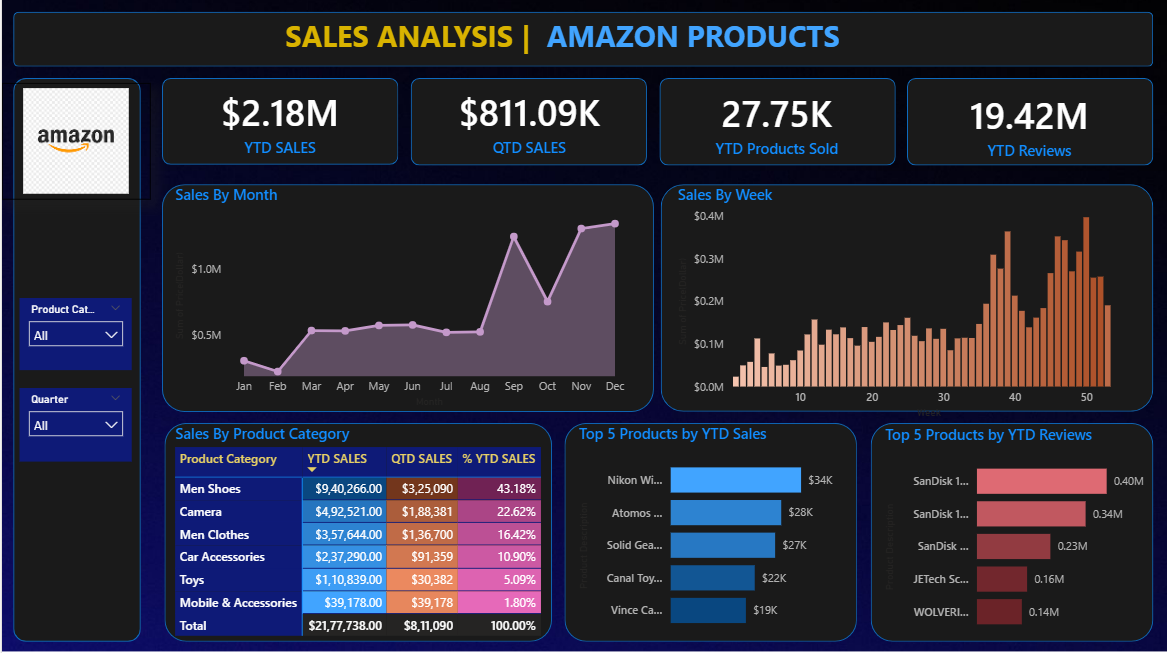 SALES ANALYSIS | AMAZON PRODUCTS
amazon
$2.18M
YTD SALES
$811.09K
QTD SALES
27.75K
YTD Products Sold
19.42M
YTD Reviews
Product Cat...
All
Quarter
All
Sales By Month
$1.0M
$0.5M
Jan Feb Mar Apr May Jun Jul Aug Sep Oct Nov Dec
Month
Sales By Week
$0.4M
$0.3M
$0.2M
$0.1M
$0.0M
10 20 30 40 50
Week
Sales By Product Category
Product Category YTD SALES QTD SALES % YTD SALES
Men Shoes $9,40,266.00 $3,25,090 43.18%
Camera $4,92,521.00 $1,88,381 22.62%
Men Clothes $3,57,644.00 $1,36,700 16.42%
Car Accessories $2,37,290.00 $91,359 10.90%
Toys $1,10,839.00 $30,382 5.09%
Mobile & Accessories $39,178.00 $39,178 1.80%
Total $21,77,738.00 $8,11,090 100.00%
Top 5 Products by YTD Sales
Nikon Wi... $34K
Atomos ... $28K
Solid Gea... $27K
Canal Toy... $22K
Vince Ca... $19K
Product Description
Top 5 Products by YTD Reviews
SanDisk 1... 0.40M
SanDisk 1... 0.34M
SanDisk ... 0.23M
JETech Sc... 0.16M
WOLVERI... 0.14M
Product Description